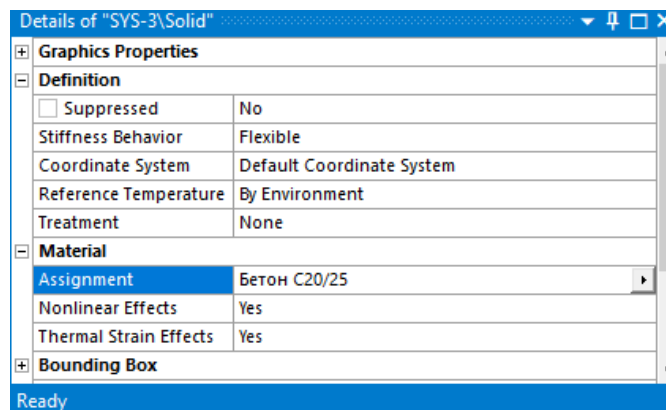 Details of "SYS-3\Solid"
Graphics Properties
Definition
Suppressed No
Stiffness Behavior Flexible
Coordinate System Default Coordinate System
Reference Temperature By Environment
Treatment None
Material
Assignment Бетон C20/25
Nonlinear Effects Yes
Thermal Strain Effects Yes
Bounding Box
Ready